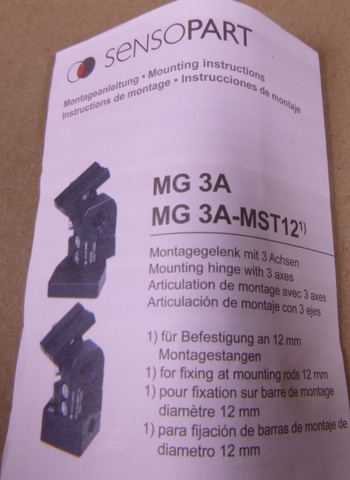 SENSOPART
Montageanleitung • Mounting instructions
Instructions de montage • Instrucciones de montaje
MG 3A
MG 3A-MST12¹⁾
Montagegelenk mit 3 Achsen
Mounting hinge with 3 axes
Articulation de montage avec 3 axes
Articulación de montaje con 3 ejes
1) für Befestigung an 12 mm
Montagestangen
1) for fixing at mounting rods 12 mm
1) pour fixation sur barre de montage
diamètre 12 mm
1) para fijación de barras de montaje de
diametro 12 mm